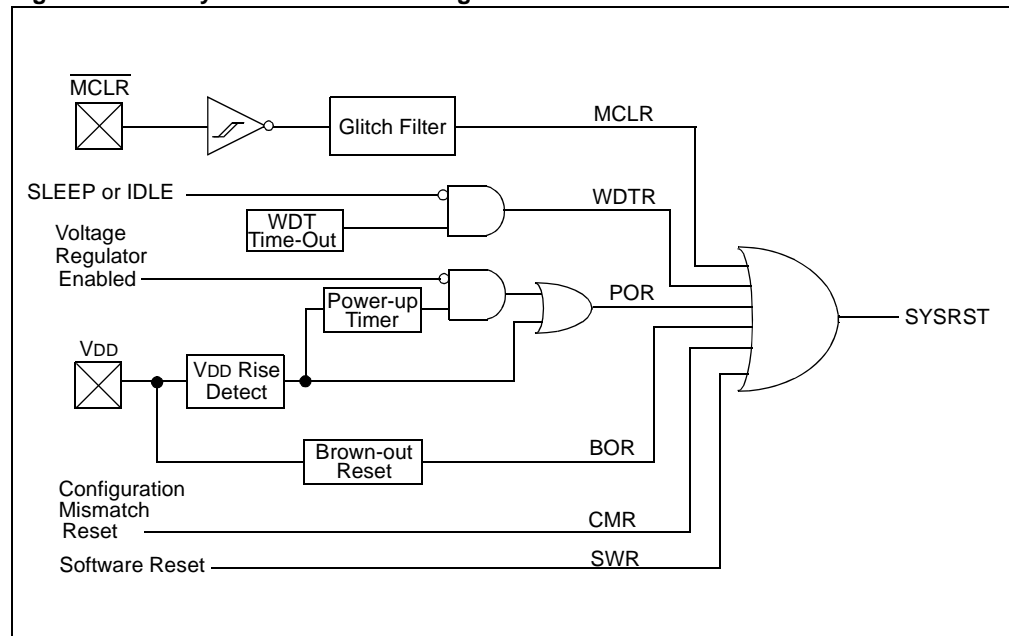 MCLR
Glitch Filter
MCLR
SLEEP or IDLE
WDT
Time-Out
WDTR
Voltage
Regulator
Enabled
Power-up
Timer
POR
SYSRST
VDD
VDD Rise
Detect
Brown-out
Reset
BOR
Configuration
Mismatch
Reset
CMR
Software Reset
SWR